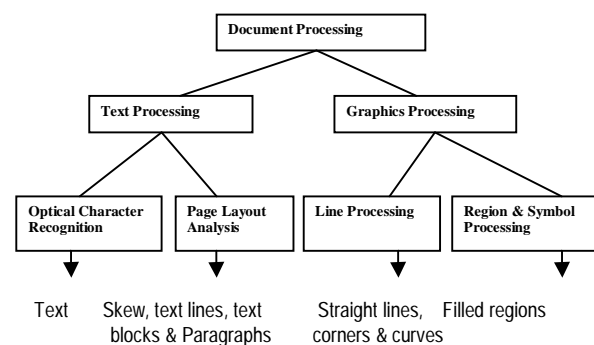 Document Processing
Text Processing
Graphics Processing
Optical Character
Recognition
Page Layout
Analysis
Line Processing
Region & Symbol
Processing
Text
Skew, text lines, text
blocks & Paragraphs
Straight lines,
corners & curves
Filled regions